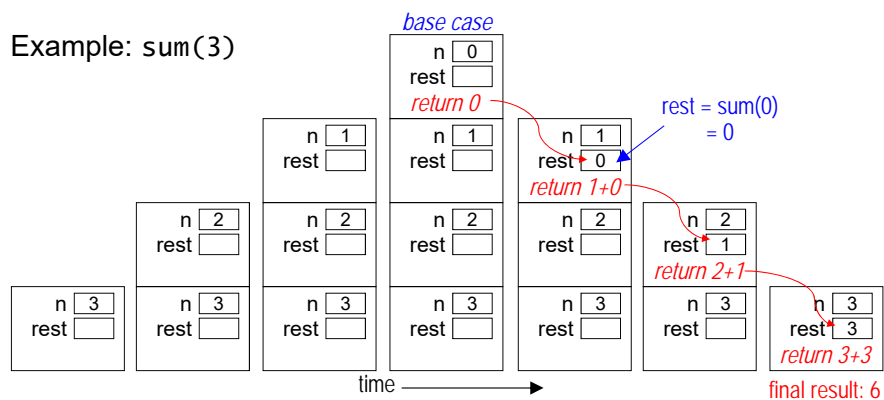 base case
Example: sum(3)
n 0
rest
return 0
rest = sum(0)
= 0
n 1 n 1 n 1
rest rest rest 0
return 1+0
n 2 n 2 n 2 n 2 n 2
rest rest rest rest rest 1
return 2+1
n 3 n 3 n 3 n 3 n 3 n 3 n 3
rest rest rest rest rest rest rest 3
return 3+3
time
final result: 6